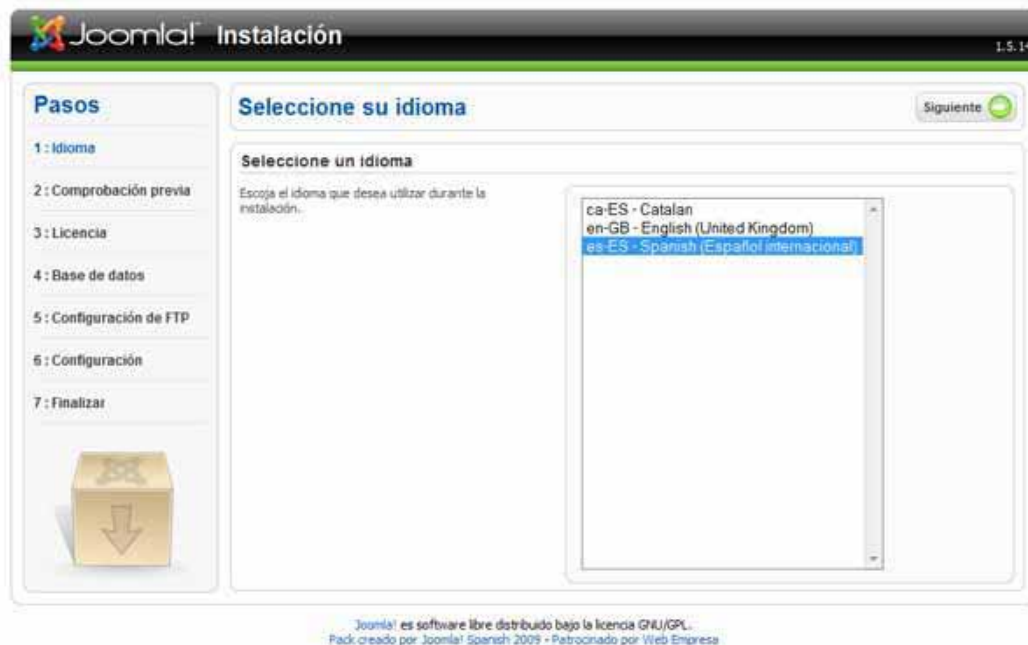 Joomla! Instalación
1.5.14
Pasos
1 : Idioma
2 : Comprobación previa
3 : Licencia
4 : Base de datos
5 : Configuración de FTP
6 : Configuración
7 : Finalizar
Seleccione su idioma
Siguiente
Seleccione un idioma
Escoja el idioma que desea utilizar durante la
instalación.
ca-ES - Catalan
en-GB - English (United Kingdom)
es-ES - Spanish (Español internacional)
Joomla! es software libre distribuido bajo la licencia GNU/GPL.
Pack creado por Joomla! Spanish 2009 - Patrocinado por Web Empresa